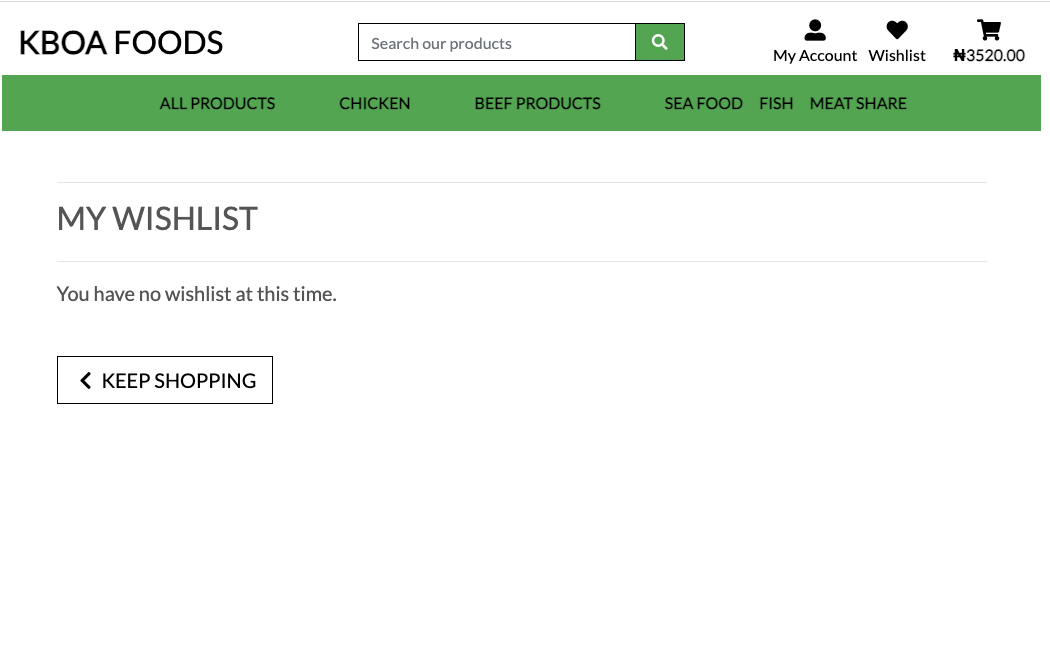 KBOA FOODS
Search our products
My Account Wishlist ₦3520.00
ALL PRODUCTS CHICKEN BEEF PRODUCTS SEA FOOD FISH MEAT SHARE
MY WISHLIST
You have no wishlist at this time.
KEEP SHOPPING